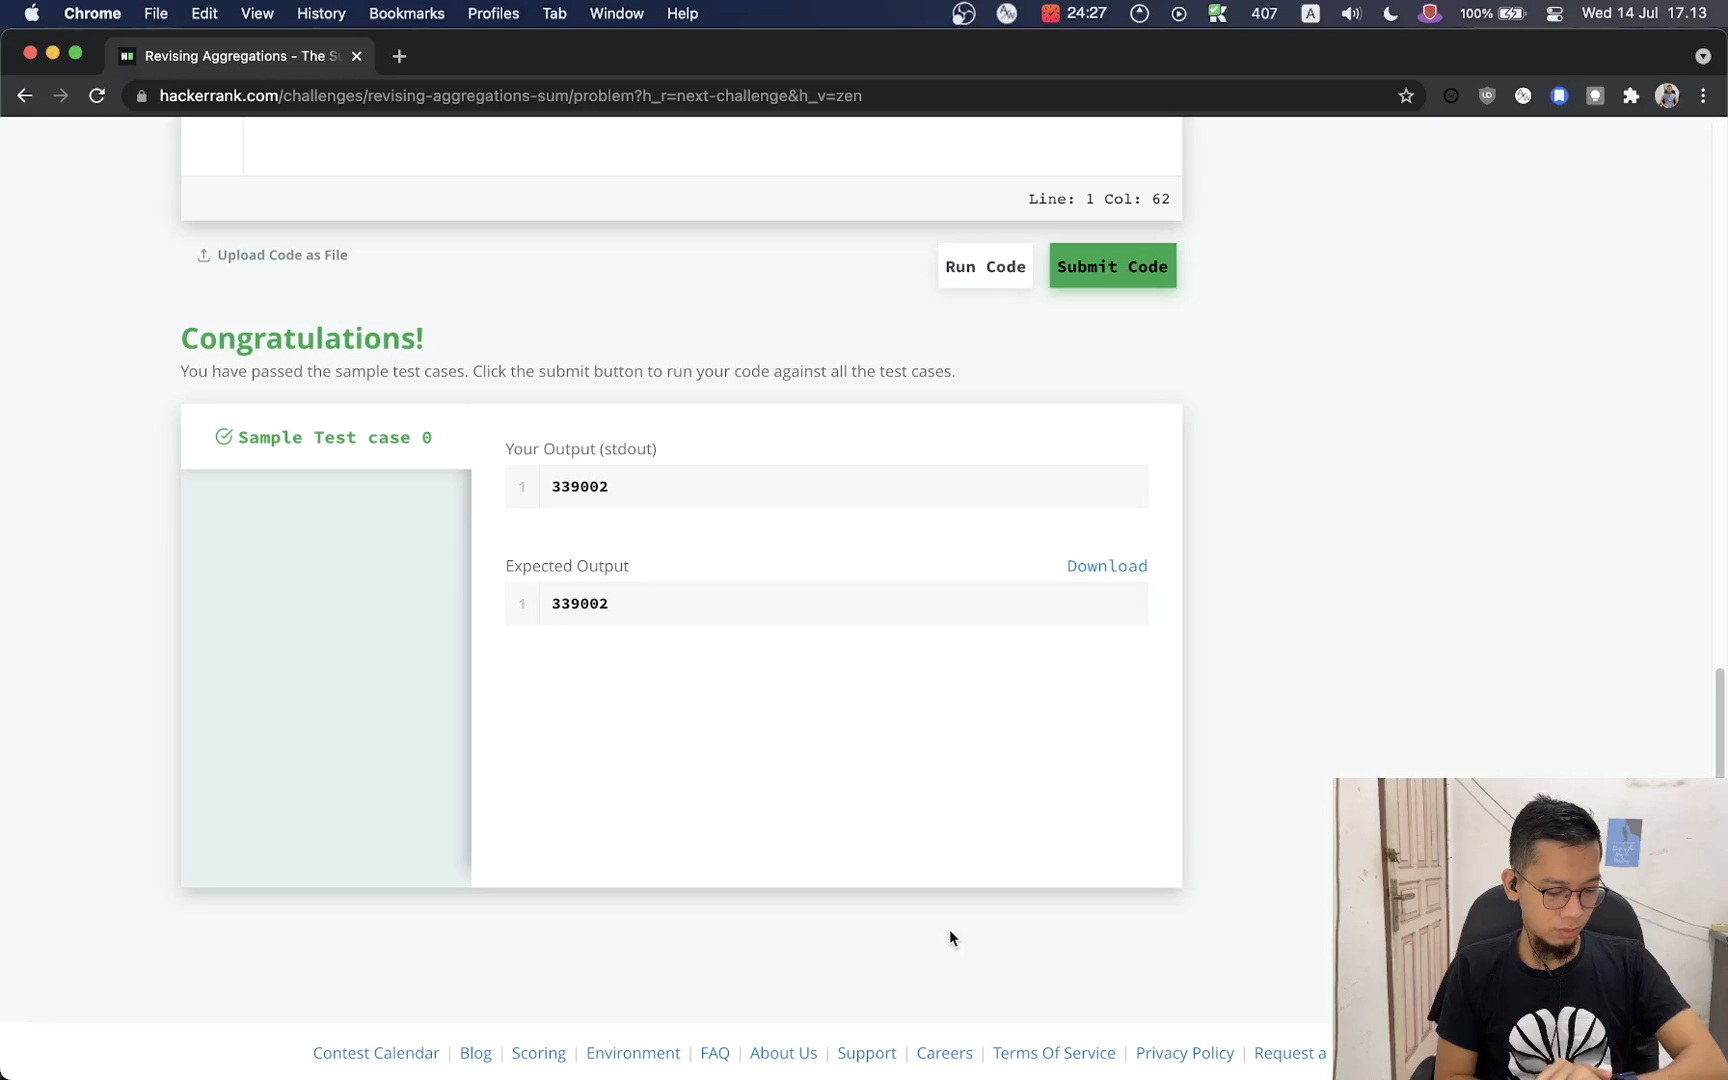 Chrome File Edit View History Bookmarks Profiles Tab Window Help 24:27 407 A 100% Wed 14 Jul 17.13
Revising Aggregations - The S
hackerrank.com/challenges/revising-aggregations-sum/problem?h_r=next-challenge&h_v=zen
Line: 1 Col: 62
Upload Code as File
Run Code
Submit Code
Congratulations!
You have passed the sample test cases. Click the submit button to run your code against all the test cases.
Sample Test case 0
Your Output (stdout)
1 339002
Expected Output
Download
1 339002
Contest Calendar | Blog | Scoring | Environment | FAQ | About Us | Support | Careers | Terms Of Service | Privacy Policy | Request a